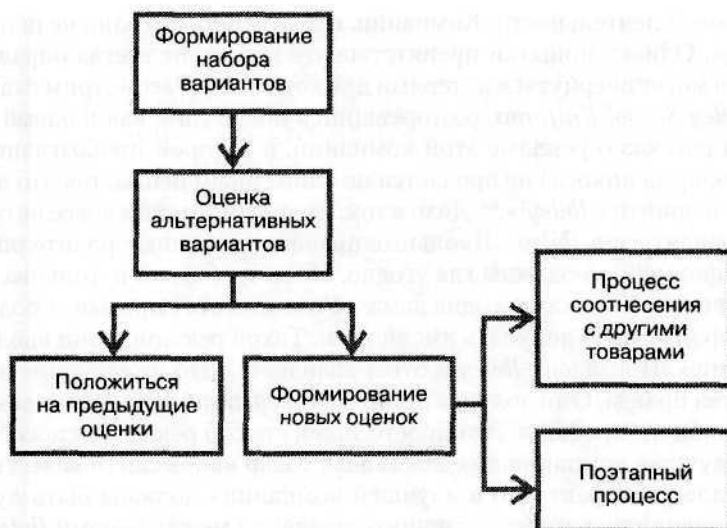 Формирование
набора
вариантов
Оценка
альтернативных
вариантов
Положиться
на предыдущие
оценки
Формирование
новых оценок
Процесс
соотнесения
с другими
товарами
Поэтапный
процесс